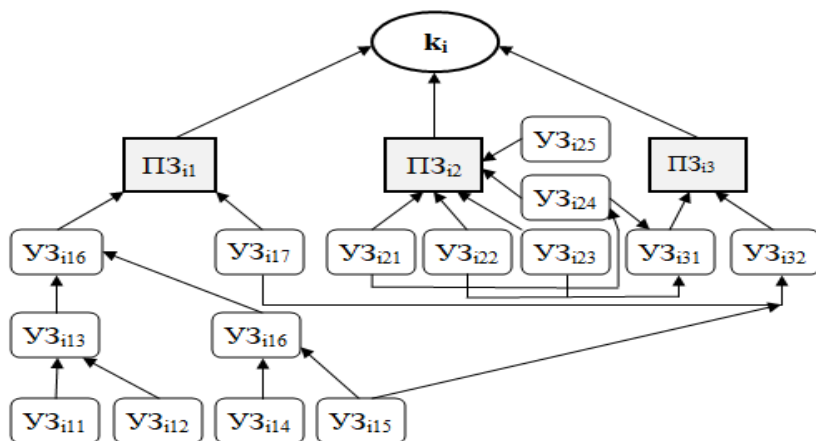 k_i
УЗ_i25
ПЗ_i1 ПЗ_i2 ПЗ_i3
УЗ_i24
УЗ_i16 УЗ_i17 УЗ_i21 УЗ_i22 УЗ_i23 УЗ_i31 УЗ_i32
УЗ_i13 УЗ_i16
УЗ_i11 УЗ_i12 УЗ_i14 УЗ_i15